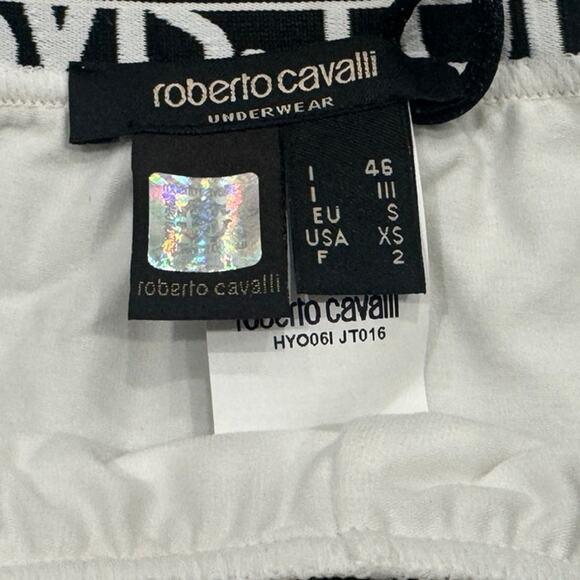 roberto cavalli
UNDERWEAR
I 46
I III
EU S
USA XS
F 2
roberto cavalli
roberto cavalli
HYO06I JT016